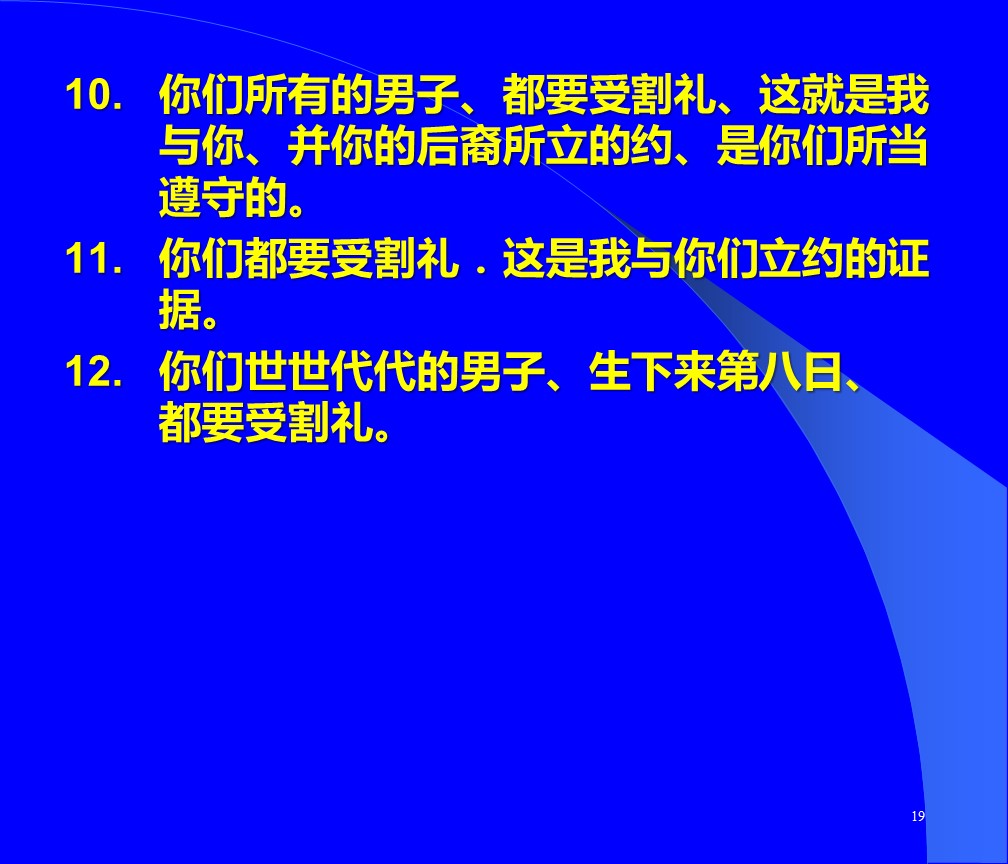 10. 你们所有的男子、都要受割礼、这就是我
与你、并你的后裔所立的约、是你们所当
遵守的。
11. 你们都要受割礼．这是我与你们立约的证
据。
12. 你们世世代代的男子、生下来第八日、
都要受割礼。
19